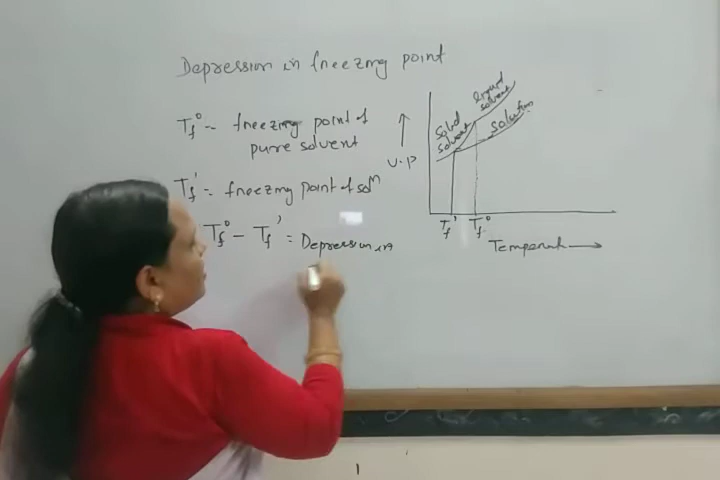 Depression in freezing point
Tf° – freezing point of
pure solvent
Tf' = freezing point of solⁿ
Tf° – Tf' = Depression in
V.P
Solid
solvent
liquid
solvent
solution
Tf' Tf°
Temperat